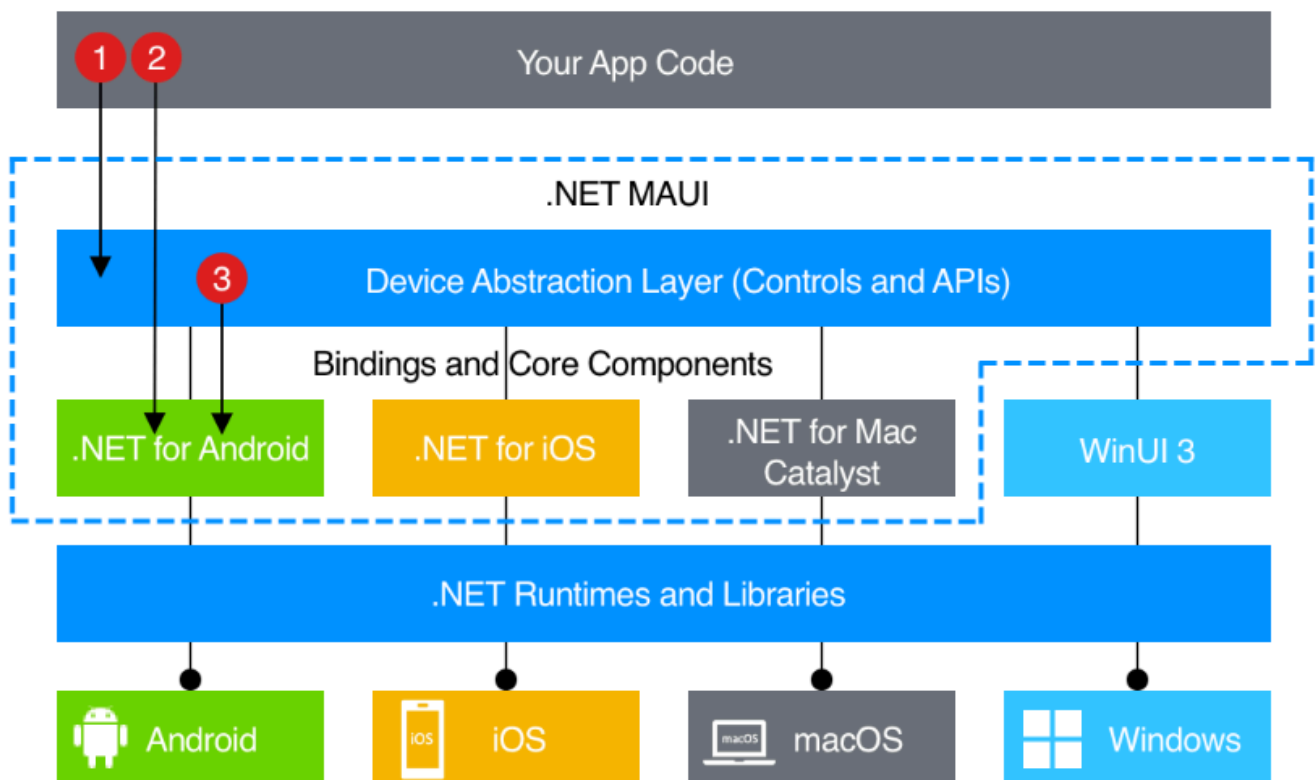 1 2
Your App Code
.NET MAUI
Device Abstraction Layer (Controls and APIs)
3
Bindings and Core Components
.NET for Android
.NET for iOS
.NET for Mac
Catalyst
WinUI 3
.NET Runtimes and Libraries
Android
iOS
iOS
macOS
macOS
Windows